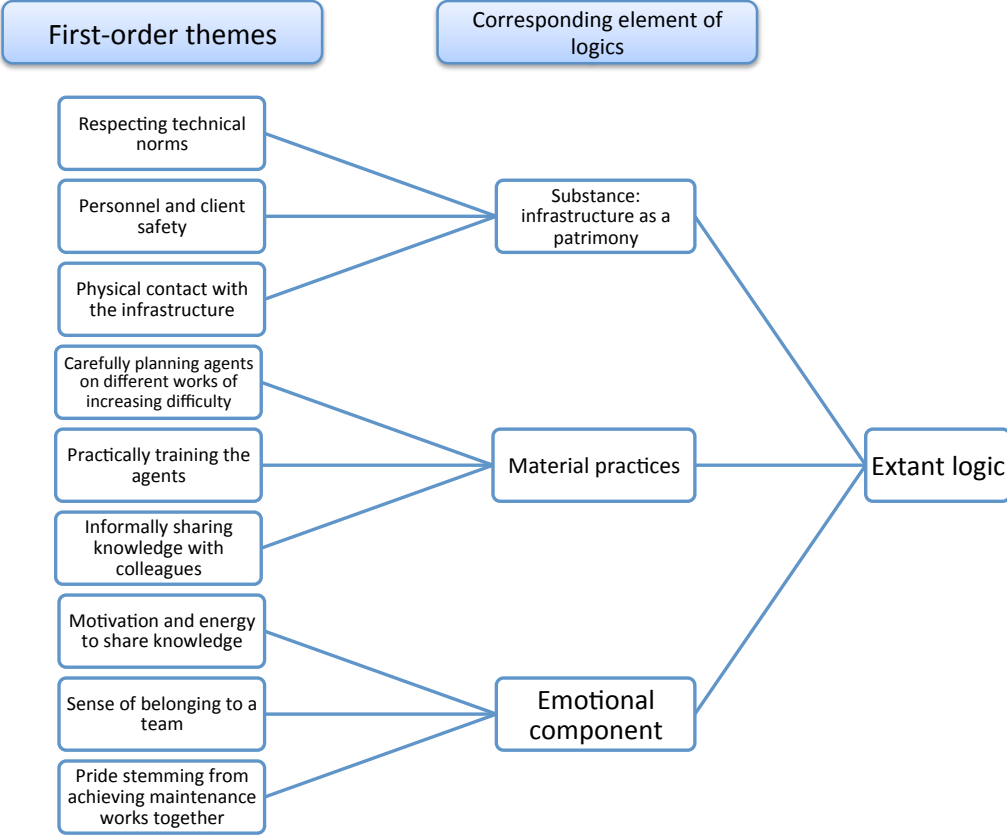 First-order themes
Corresponding element of
logics
Respecting technical
norms
Personnel and client
safety
Physical contact with
the infrastructure
Substance:
infrastructure as a
patrimony
Carefully planning agents
on different works of
increasing difficulty
Practically training the
agents
Informally sharing
knowledge with
colleagues
Material practices
Extant logic
Motivation and energy
to share knowledge
Sense of belonging to a
team
Pride stemming from
achieving maintenance
works together
Emotional
component